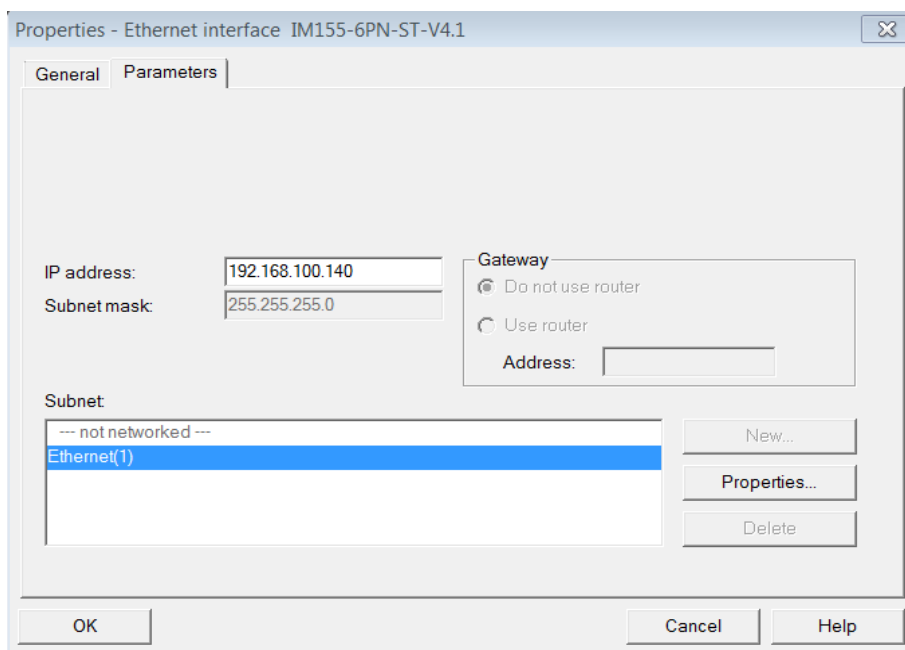 Properties - Ethernet interface  IM155-6PN-ST-V4.1
General
Parameters
IP address:
192.168.100.140
Subnet mask:
255.255.255.0
Gateway
Do not use router
Use router
Address:
Subnet:
--- not networked ---
Ethernet(1)
New...
Properties...
Delete
OK
Cancel
Help